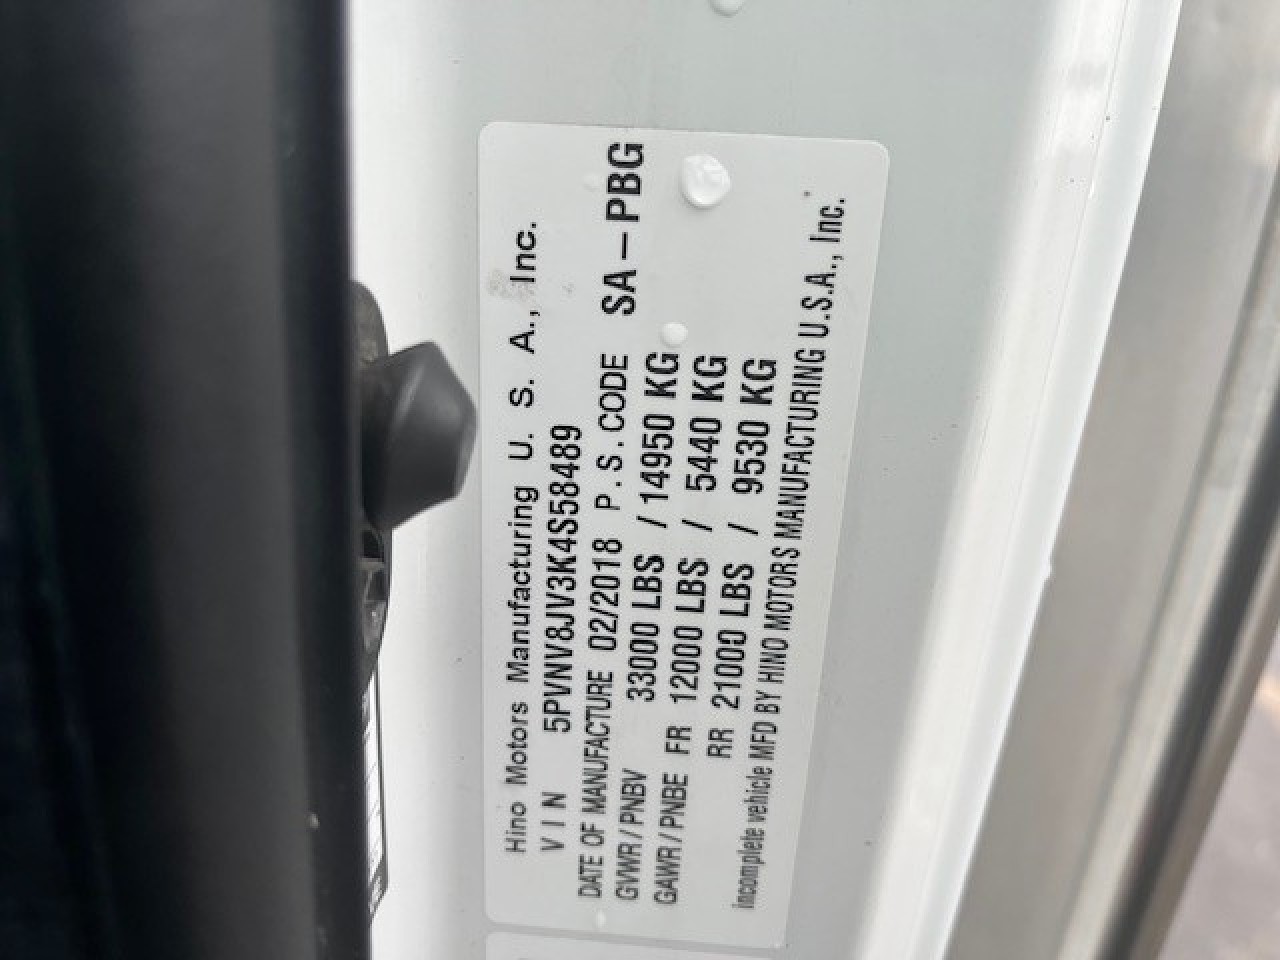 Hino Motors Manufacturing U. S. A., Inc.
VIN 5PVNV8JV3K4S58489
DATE OF MANUFACTURE 02/2018 P.S.CODE SA-PBG
GVWR/PNBV 33000 LBS / 14950 KG
GAWR/PNBE FR 12000 LBS / 5440 KG
RR 21000 LBS / 9530 KG
incomplete vehicle MFD BY HINO MOTORS MANUFACTURING U.S.A., Inc.